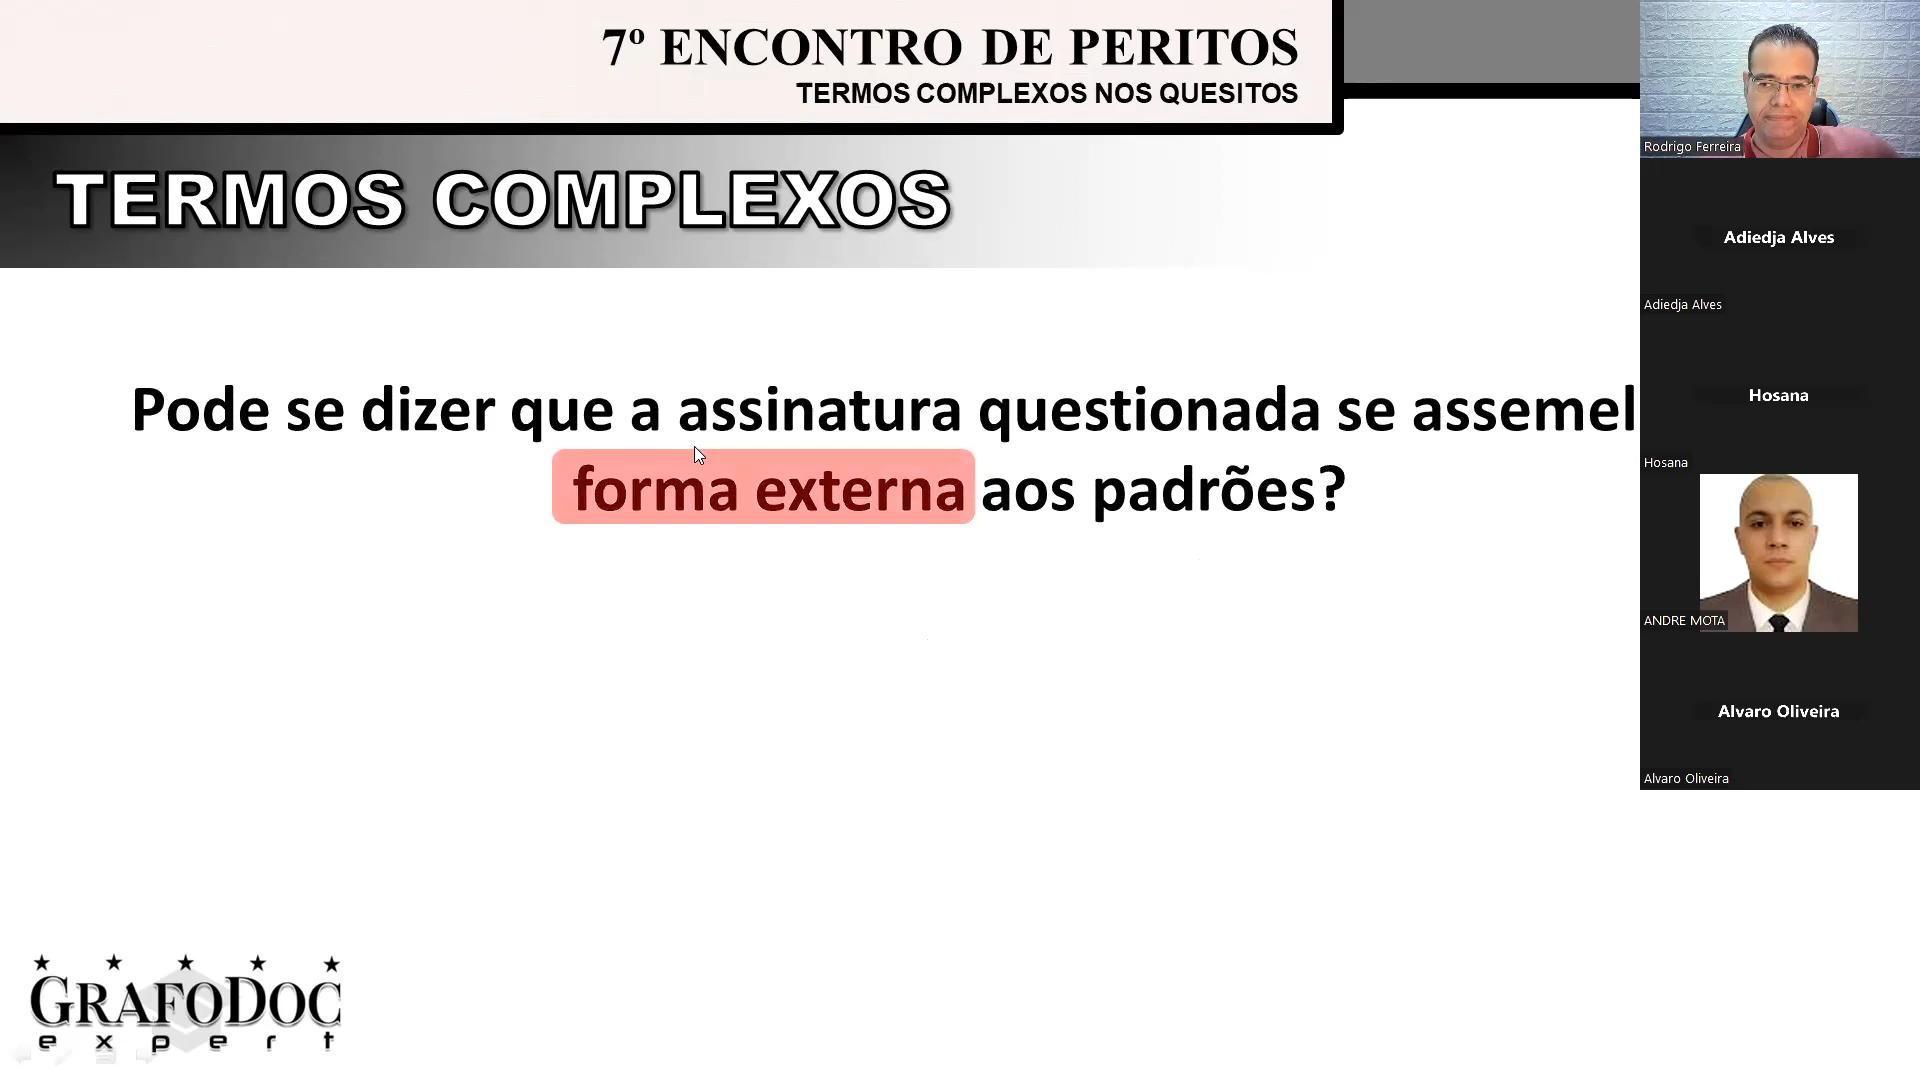 7º ENCONTRO DE PERITOS
TERMOS COMPLEXOS NOS QUESITOS
TERMOS COMPLEXOS
Pode se dizer que a assinatura questionada se assemel
forma externa aos padrões?
GRAFODOC
expert
Rodrigo Ferreira
Adiedja Alves
Adiedja Alves
Hosana
Hosana
ANDRE MOTA
Alvaro Oliveira
Alvaro Oliveira